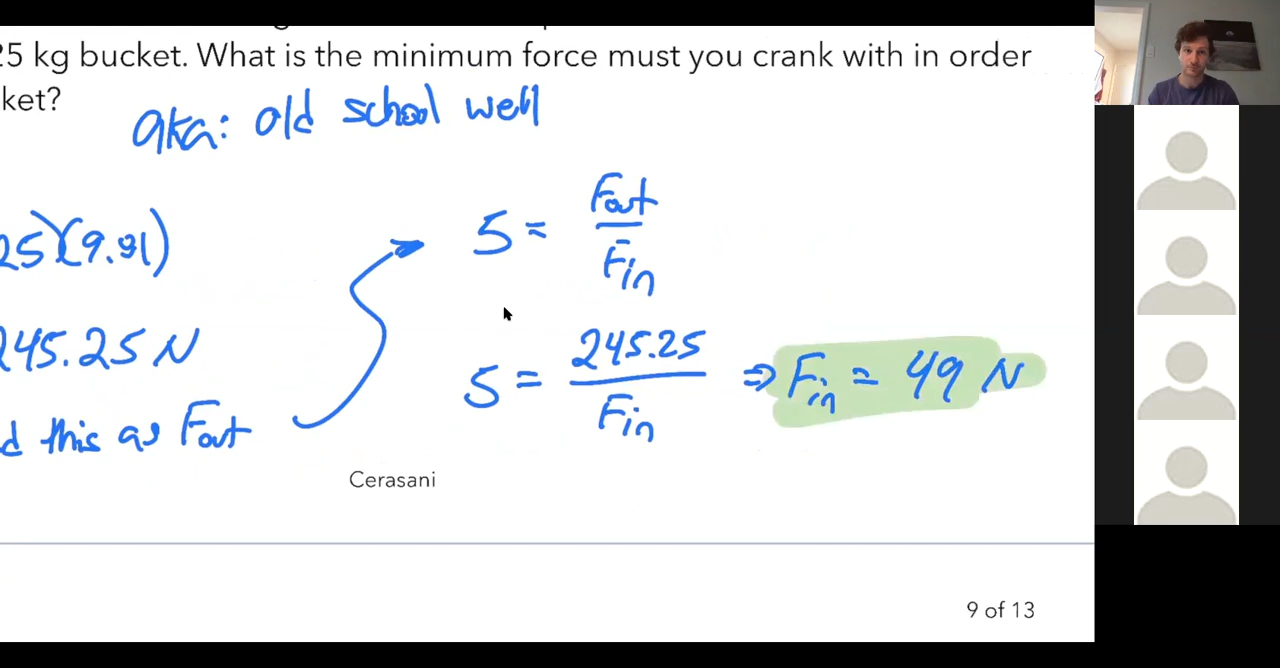 25 kg bucket. What is the minimum force must you crank with in order
ket?
aka: old school well
25)(9.81)
245.25 N
d this as Fout
5 = Fout / Fin
5 = 245.25 / Fin ⇒ Fin = 49 N
Cerasani
9 of 13